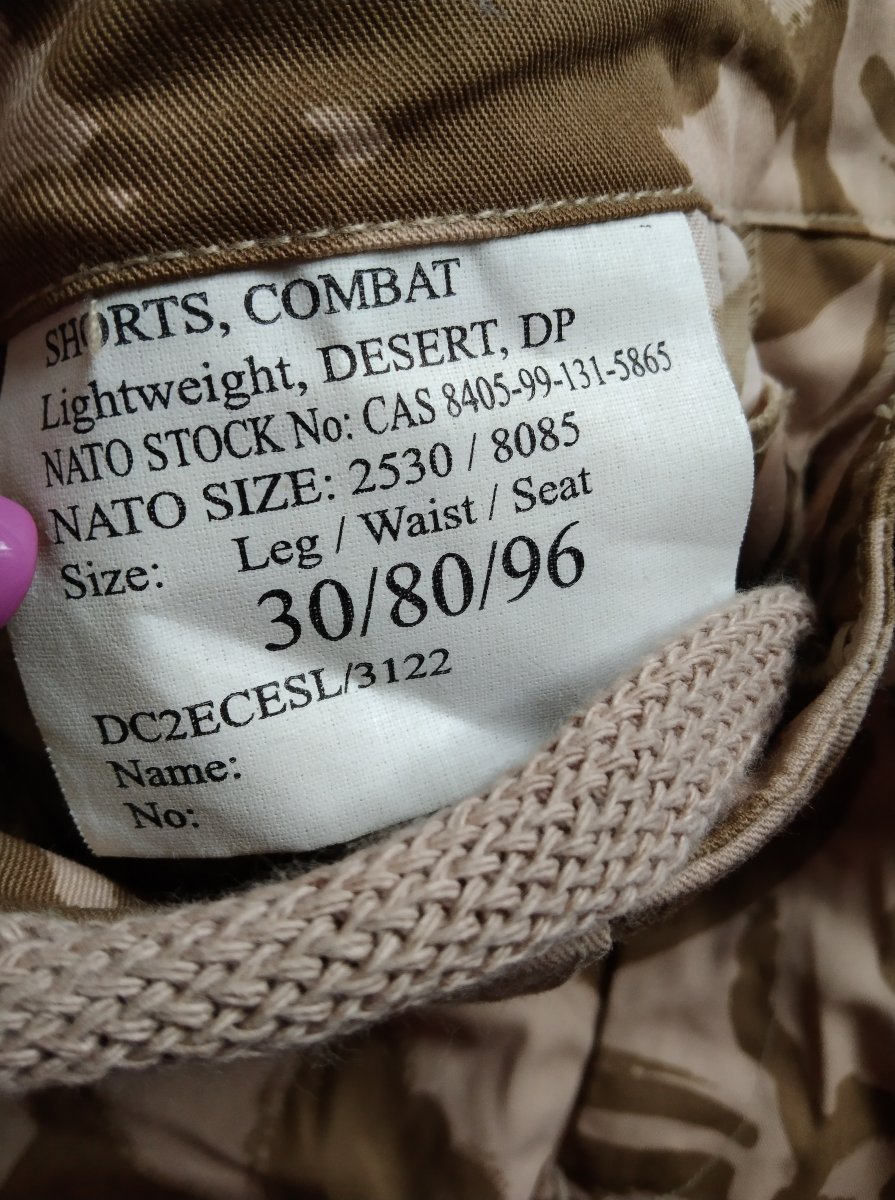 SHORTS, COMBAT
Lightweight, DESERT, DP
NATO STOCK No: CAS 8405-99-131-5865
NATO SIZE: 2530 / 8085
Size: Leg / Waist / Seat
30/80/96
DC2ECESL/3122
Name:
No: